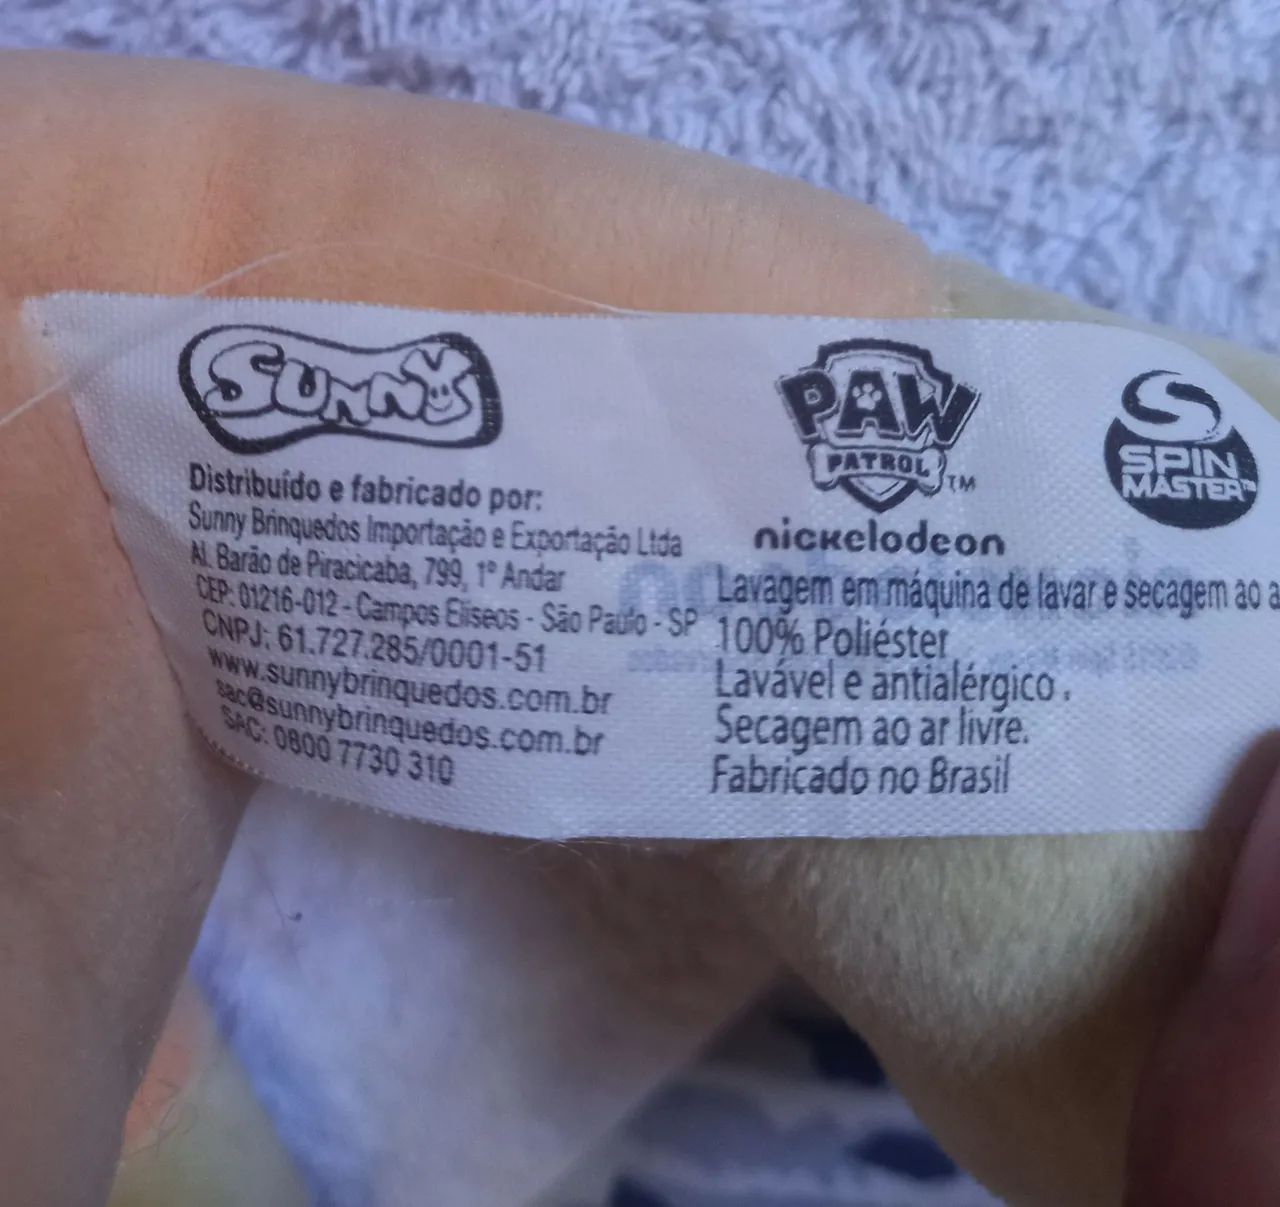 SUNNY
Distribuído e fabricado por:
Sunny Brinquedos Importação e Exportação Ltda
Al. Barão de Piracicaba, 799, 1º Andar
CEP: 01216-012 - Campos Elíseos - São Paulo - SP
CNPJ: 61.727.285/0001-51
www.sunnybrinquedos.com.br
sac@sunnybrinquedos.com.br
SAC: 0800 7730 310
PAW
PATROL TM
nickelodeon
SPIN
MASTER TM
Lavagem em máquina de lavar e secagem ao a
100% Poliéster
Lavável e antialérgico.
Secagem ao ar livre.
Fabricado no Brasil